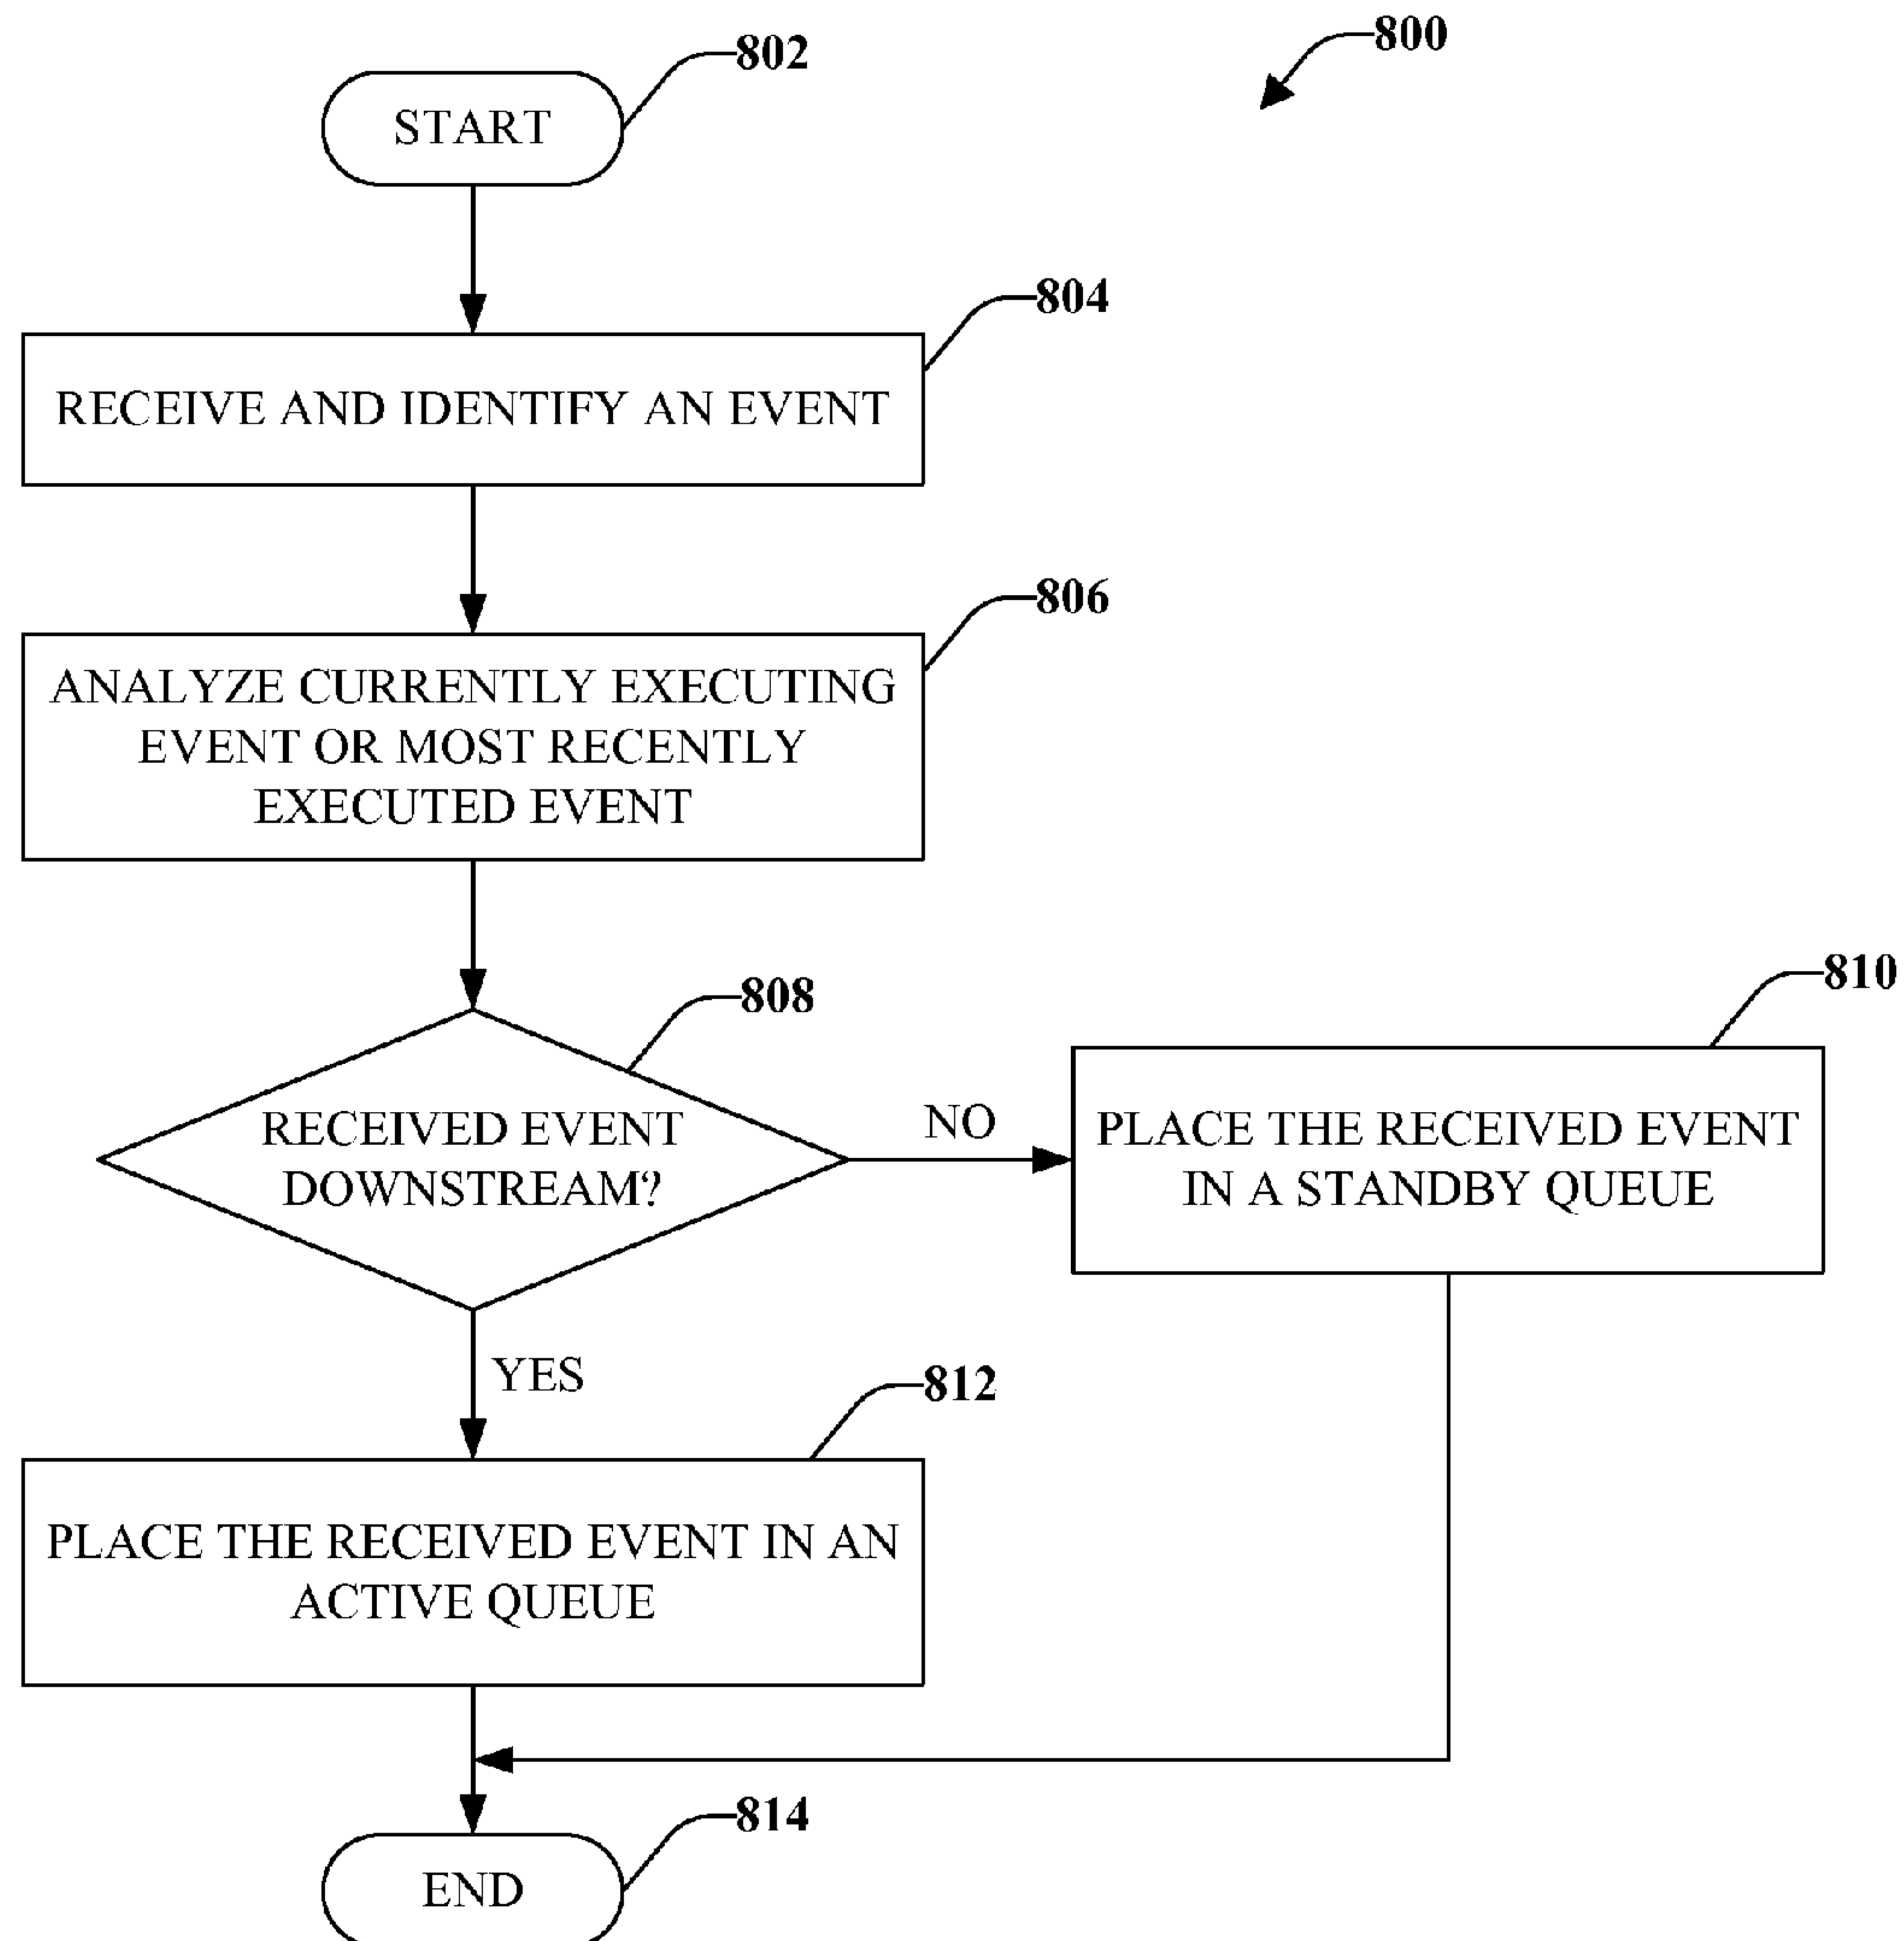 800
802
START
804
RECEIVE AND IDENTIFY AN EVENT
806
ANALYZE CURRENTLY EXECUTING
EVENT OR MOST RECENTLY
EXECUTED EVENT
808
RECEIVED EVENT
DOWNSTREAM?
NO
810
PLACE THE RECEIVED EVENT
IN A STANDBY QUEUE
YES
812
PLACE THE RECEIVED EVENT IN AN
ACTIVE QUEUE
814
END